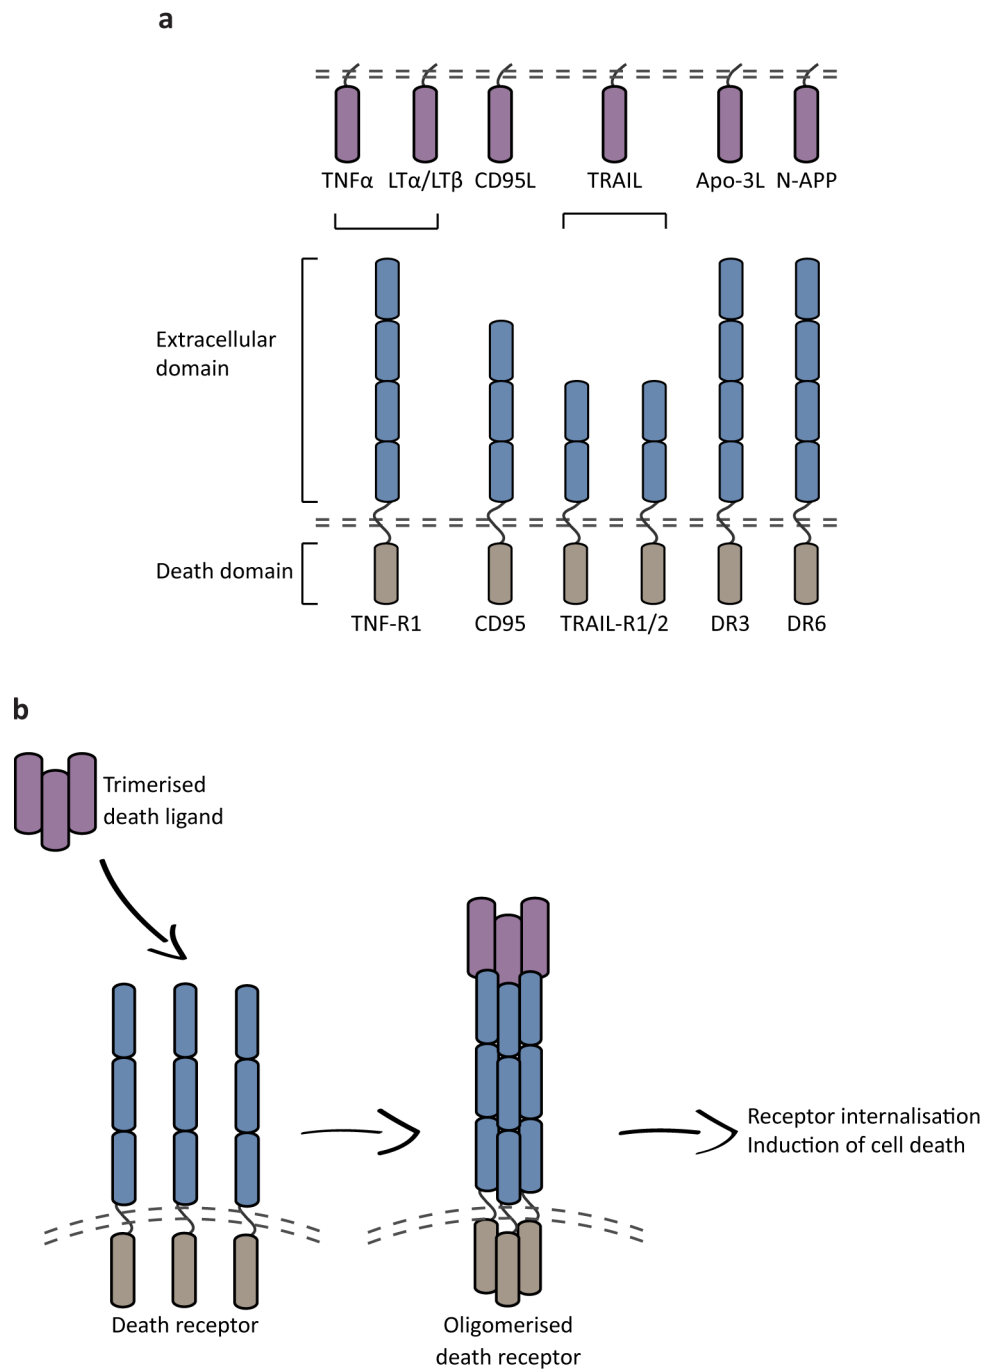 a
TNFα LTα/LTβ CD95L TRAIL Apo-3L N-APP
Extracellular
domain
Death domain
TNF-R1 CD95 TRAIL-R1/2 DR3 DR6
b
Trimerised
death ligand
Receptor internalisation
Induction of cell death
Death receptor
Oligomerised
death receptor